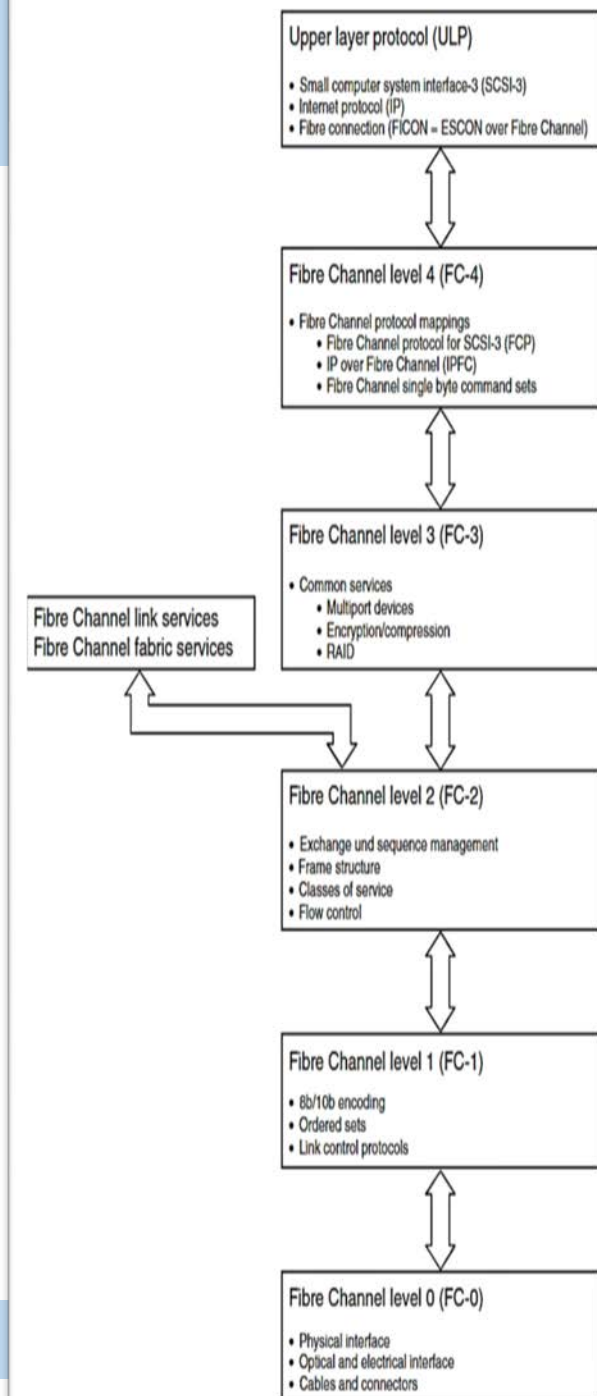 Upper layer protocol (ULP)
• Small computer system interface-3 (SCSI-3)
• Internet protocol (IP)
• Fibre connection (FICON = ESCON over Fibre Channel)
Fibre Channel level 4 (FC-4)
• Fibre Channel protocol mappings
• Fibre Channel protocol for SCSI-3 (FCP)
• IP over Fibre Channel (IPFC)
• Fibre Channel single byte command sets
Fibre Channel level 3 (FC-3)
• Common services
• Multiport devices
• Encryption/compression
• RAID
Fibre Channel link services
Fibre Channel fabric services
Fibre Channel level 2 (FC-2)
• Exchange und sequence management
• Frame structure
• Classes of service
• Flow control
Fibre Channel level 1 (FC-1)
• 8b/10b encoding
• Ordered sets
• Link control protocols
Fibre Channel level 0 (FC-0)
• Physical interface
• Optical and electrical interface
• Cables and connectors